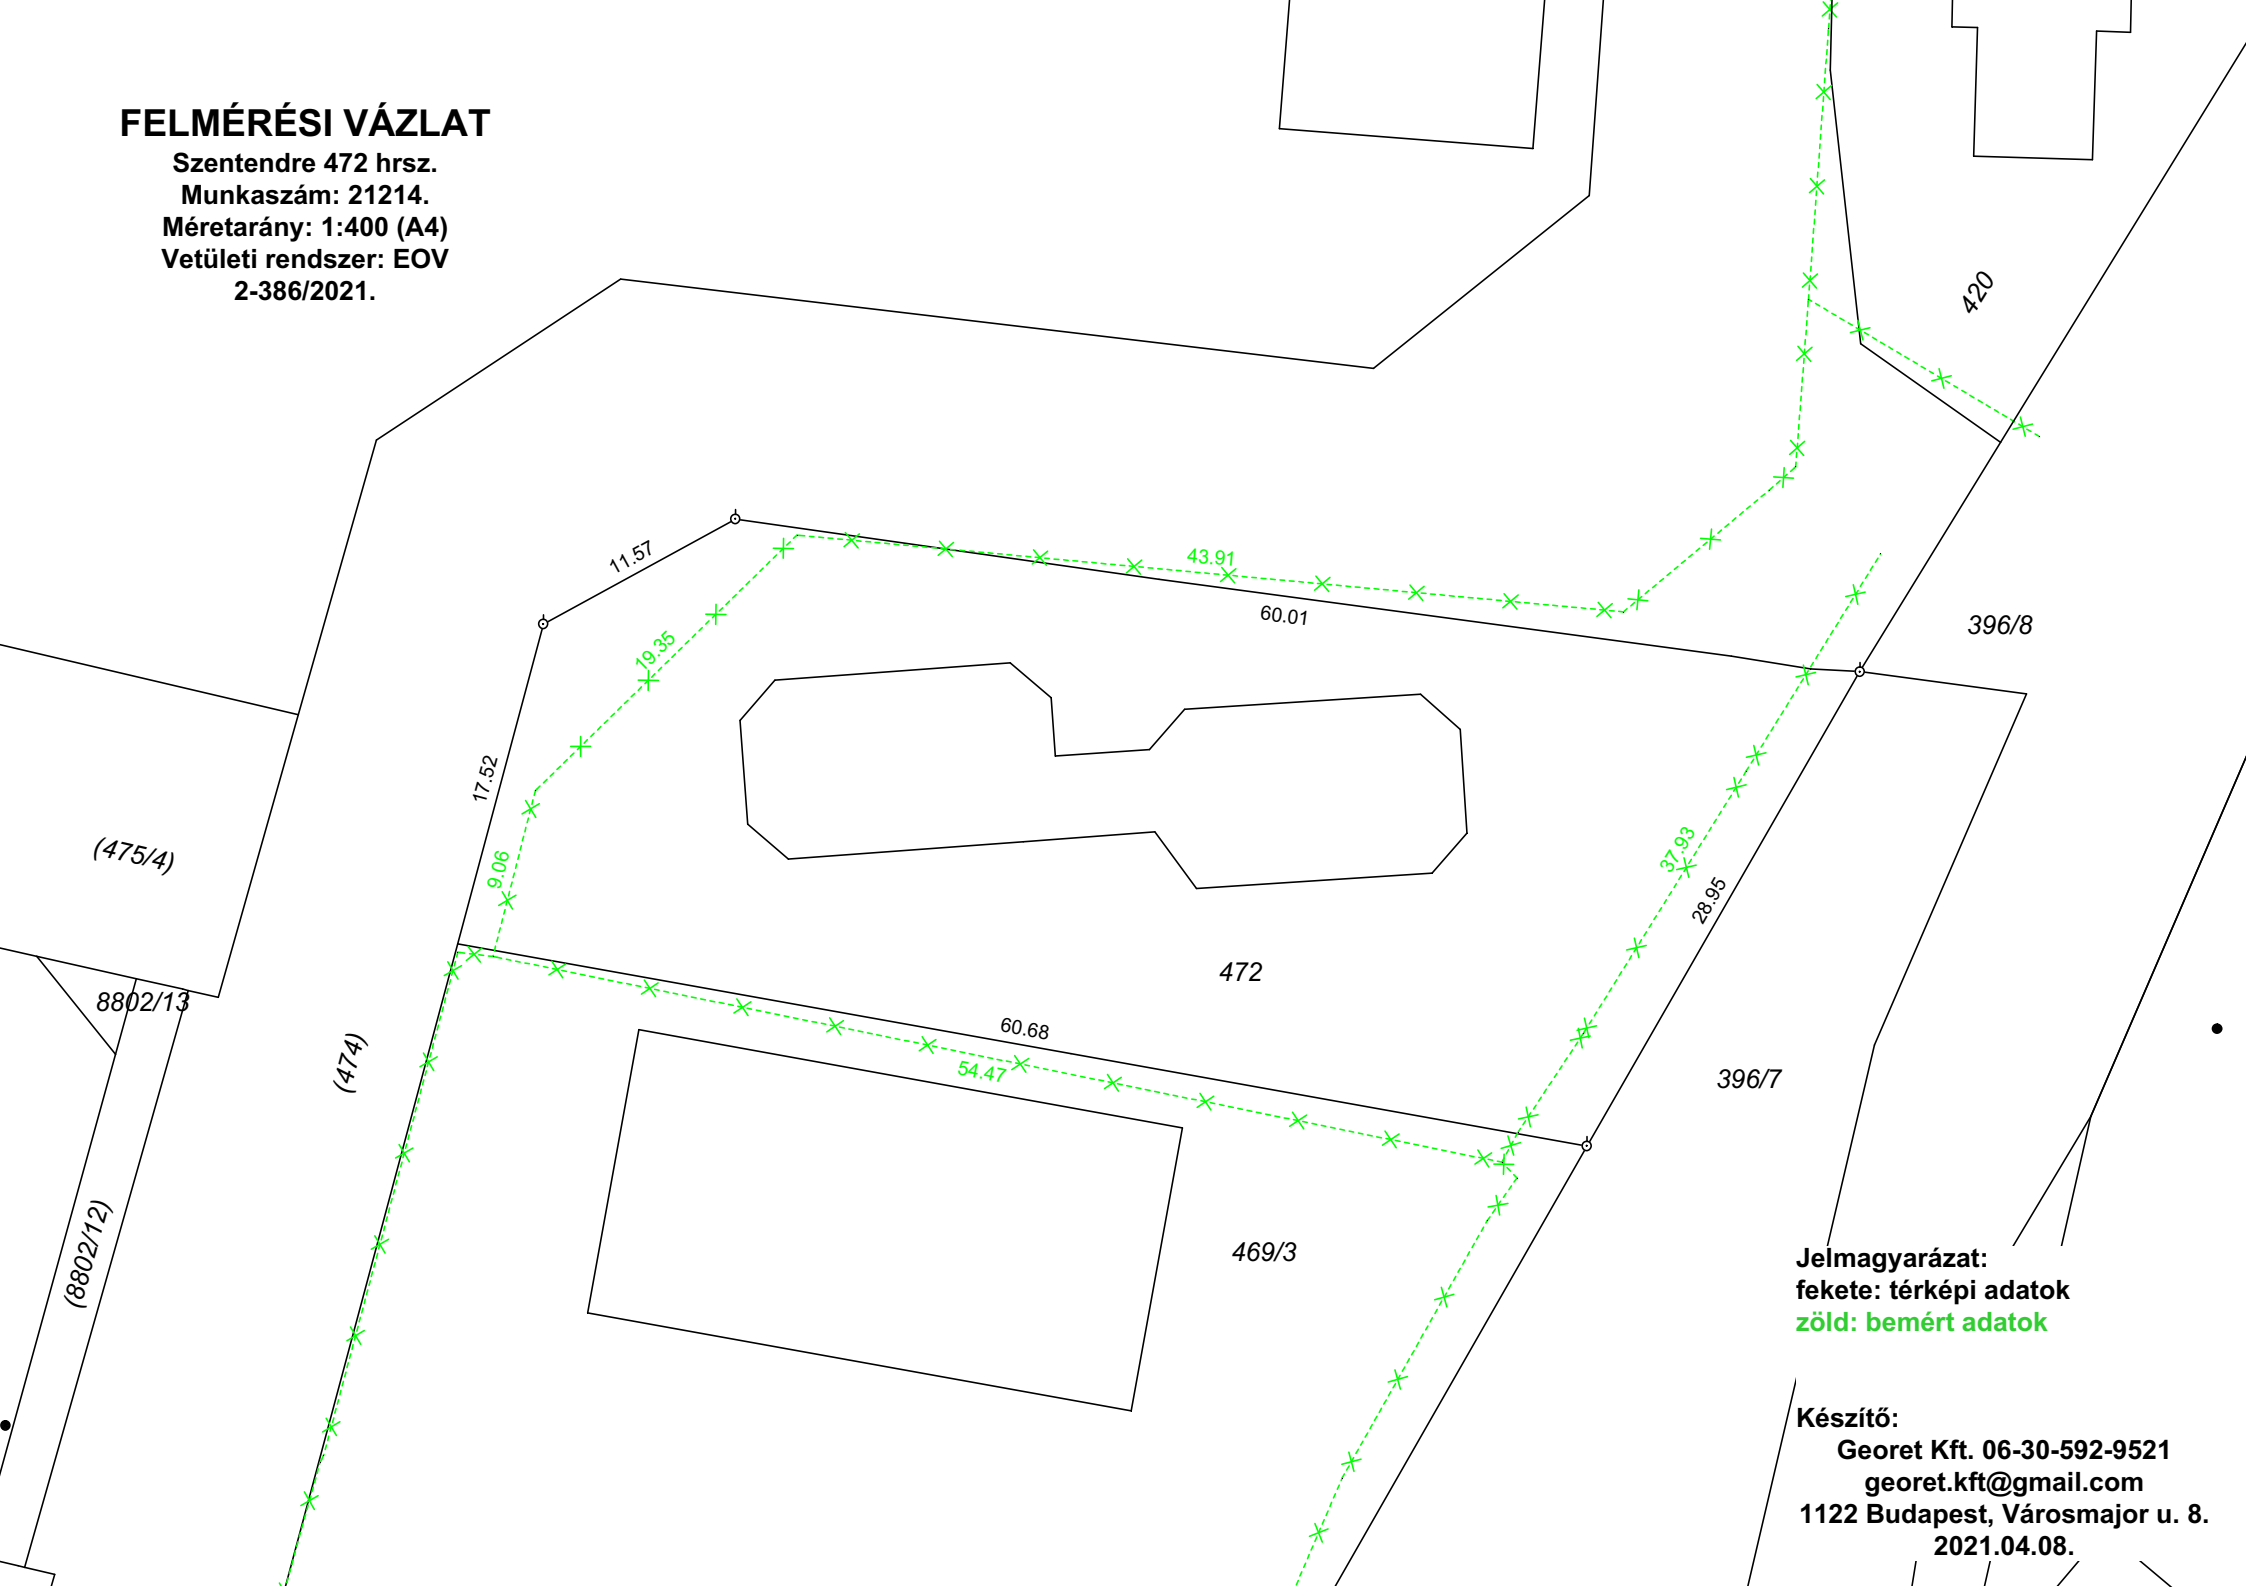 FELMÉRÉSI VÁZLAT
Szentendre 472 hrsz.
Munkaszám: 21214.
Méretarány: 1:400 (A4)
Vetületi rendszer: EOV
2-386/2021.
420
11.57
43.91
60.01
396/8
19.35
17.52
(475/4)
9.06
37.93
28.95
472
8802/13
60.68
(474)
54.47
396/7
(8802/12)
469/3
Jelmagyarázat:
fekete: térképi adatok
zöld: bemért adatok
Készítő:
Georet Kft. 06-30-592-9521
georet.kft@gmail.com
1122 Budapest, Városmajor u. 8.
2021.04.08.